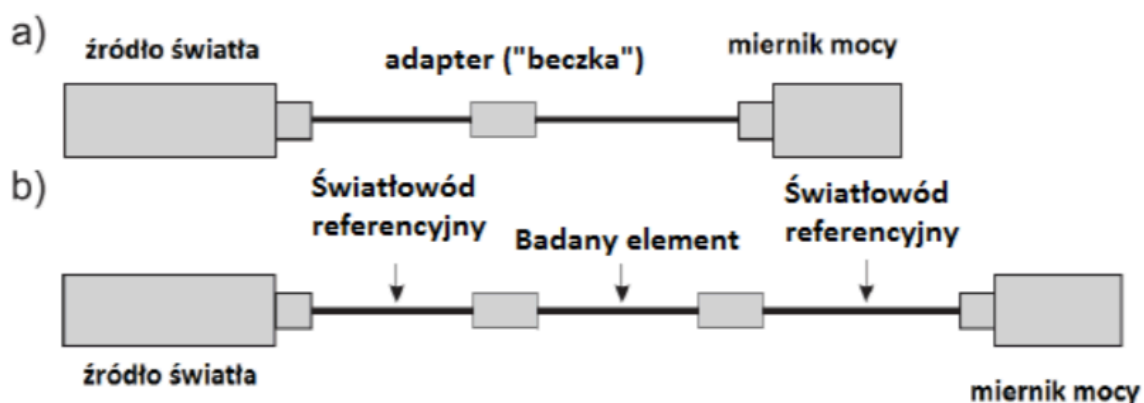 a)
źródło światła
adapter ("beczka")
miernik mocy
b)
Światłowód
referencyjny
Badany element
Światłowód
referencyjny
źródło światła
miernik mocy